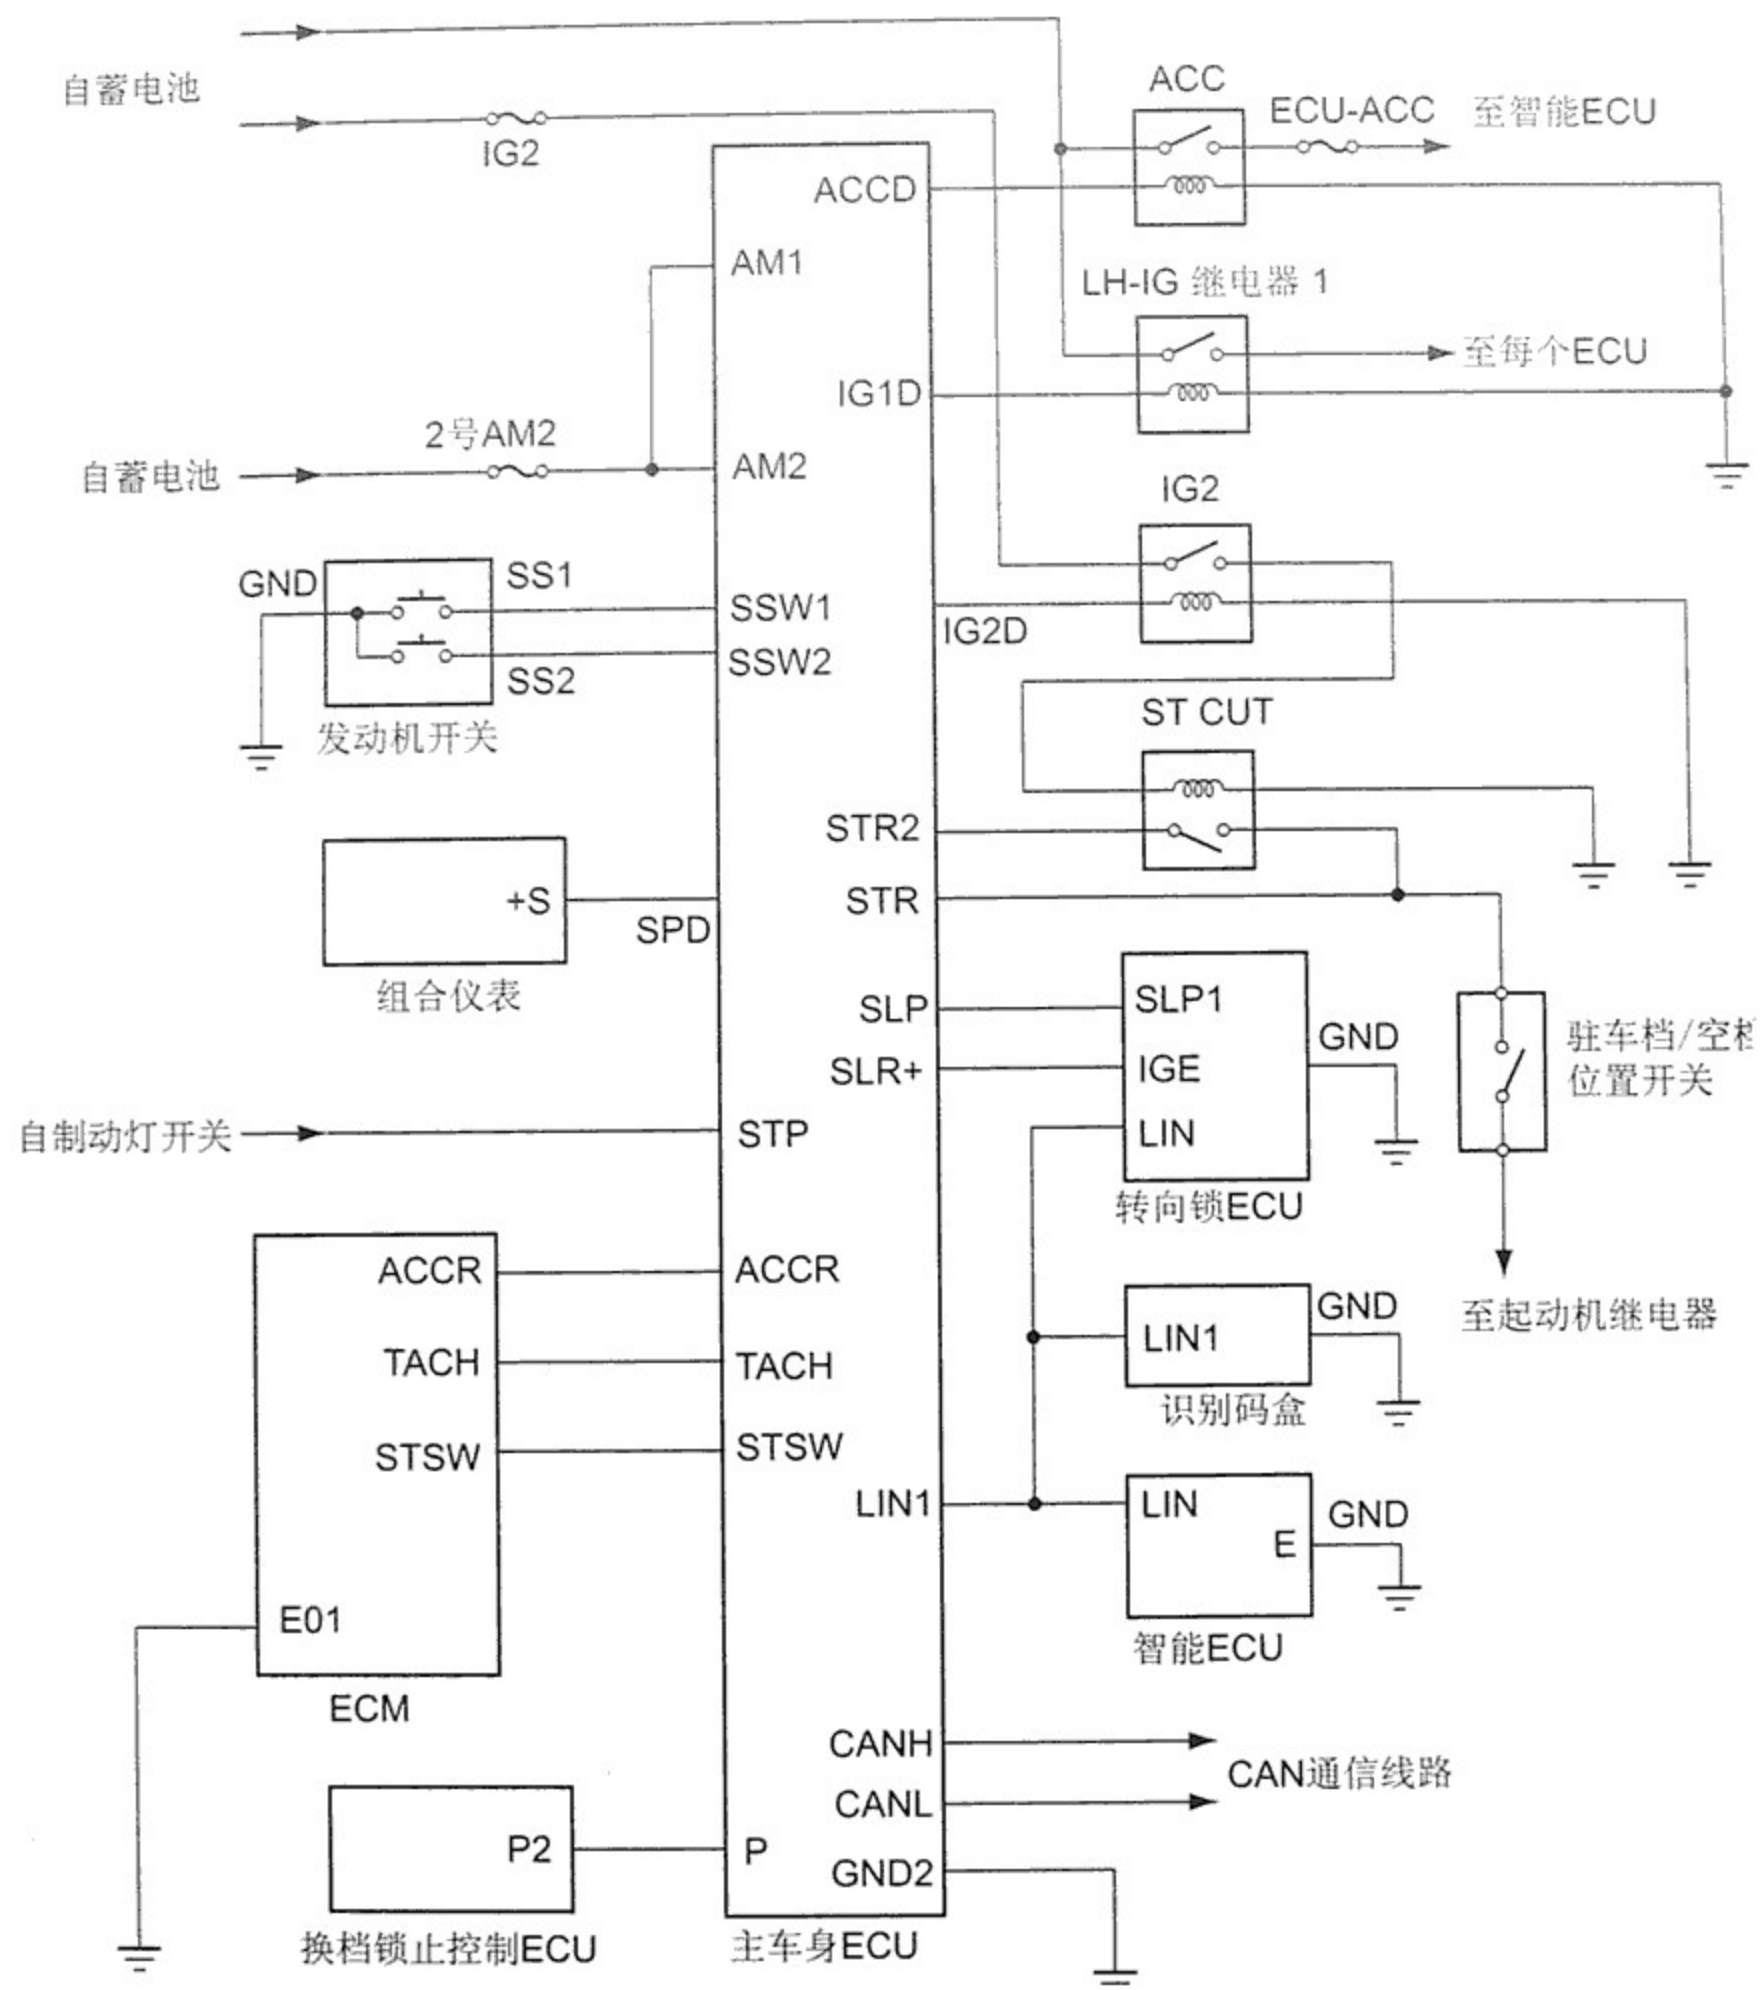 自蓄电池
IG2
ACC
ECU-ACC
至智能ECU
ACCD
AM1
LH-IG 继电器 1
至每个ECU
IG1D
2号AM2
自蓄电池
AM2
IG2
GND
SS1
SSW1
IG2D
SS2
SSW2
发动机开关
ST CUT
STR2
STR
+S
SPD
组合仪表
SLP
SLP1
GND
驻车档/空
位置开关
SLR+
IGE
自制动灯开关
STP
LIN
转向锁ECU
ACCR
ACCR
GND
至起动机继电器
TACH
TACH
LIN1
识别码盒
STSW
STSW
LIN1
LIN
GND
E
E01
智能ECU
ECM
CANH
CAN通信线路
CANL
P2
P
GND2
换档锁止控制ECU
主车身ECU